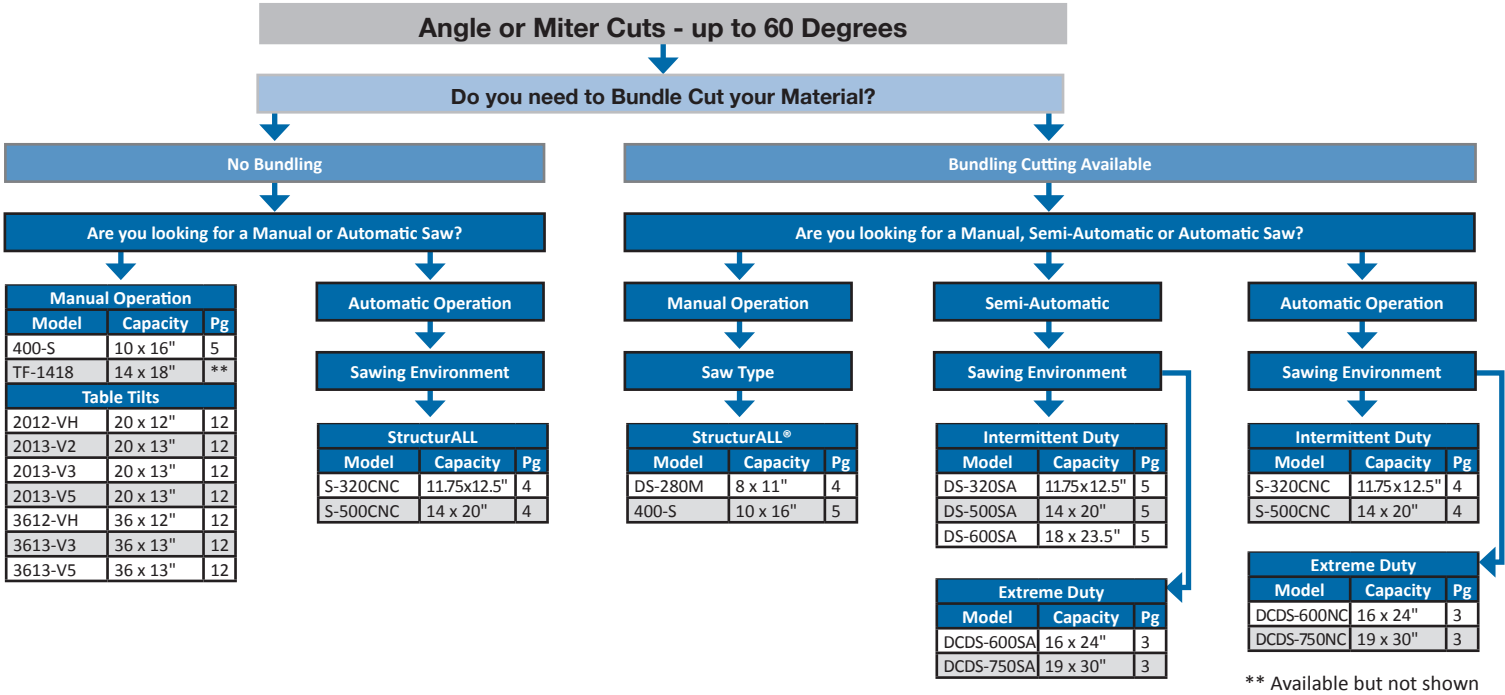 Angle or Miter Cuts - up to 60 Degrees
Do you need to Bundle Cut your Material?
No Bundling
Are you looking for a Manual or Automatic Saw?
Manual Operation
Model Capacity Pg
400-S 10 x 16" 5
TF-1418 14 x 18" **
Table Tilts
2012-VH 20 x 12" 12
2013-V2 20 x 13" 12
2013-V3 20 x 13" 12
2013-V5 20 x 13" 12
3612-VH 36 x 12" 12
3613-V3 36 x 13" 12
3613-V5 36 x 13" 12
Automatic Operation
Sawing Environment
StructurALL
Model Capacity Pg
S-320CNC 11.75x12.5" 4
S-500CNC 14 x 20" 4
Bundling Cutting Available
Are you looking for a Manual, Semi-Automatic or Automatic Saw?
Manual Operation
Saw Type
StructurALL®
Model Capacity Pg
DS-280M 8 x 11" 4
400-S 10 x 16" 5
Semi-Automatic
Sawing Environment
Intermittent Duty
Model Capacity Pg
DS-320SA 11.75x12.5" 5
DS-500SA 14 x 20" 5
DS-600SA 18 x 23.5" 5
Extreme Duty
Model Capacity Pg
DCDS-600SA 16 x 24" 3
DCDS-750SA 19 x 30" 3
Automatic Operation
Sawing Environment
Intermittent Duty
Model Capacity Pg
S-320CNC 11.75x12.5" 4
S-500CNC 14 x 20" 4
Extreme Duty
Model Capacity Pg
DCDS-600NC 16 x 24" 3
DCDS-750NC 19 x 30" 3
** Available but not shown